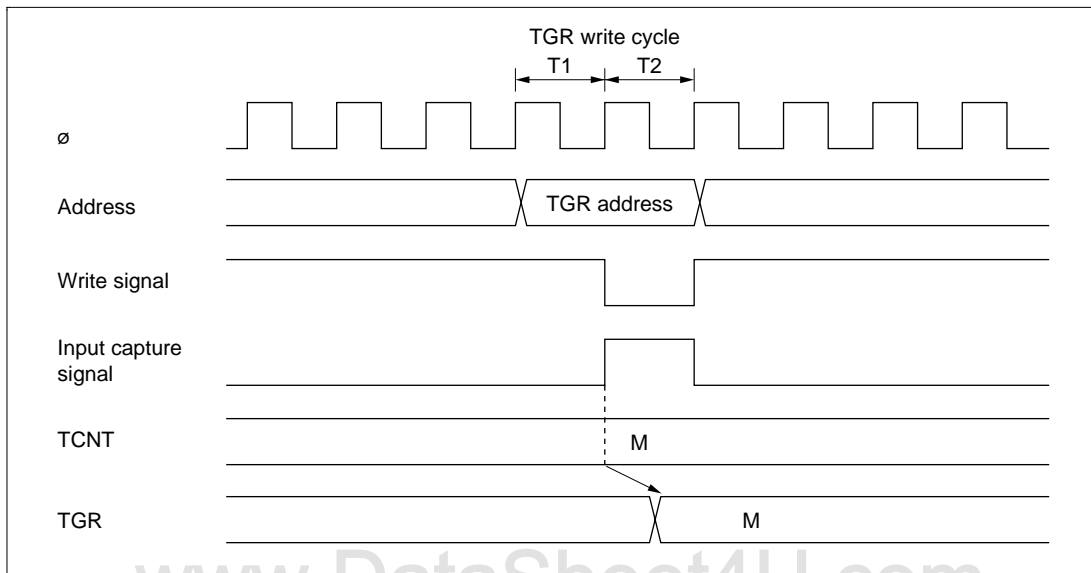 TGR write cycle
T1 T2
ø
Address
TGR address
Write signal
Input capture
signal
TCNT
M
TGR
M
www.DataSheet4U.com